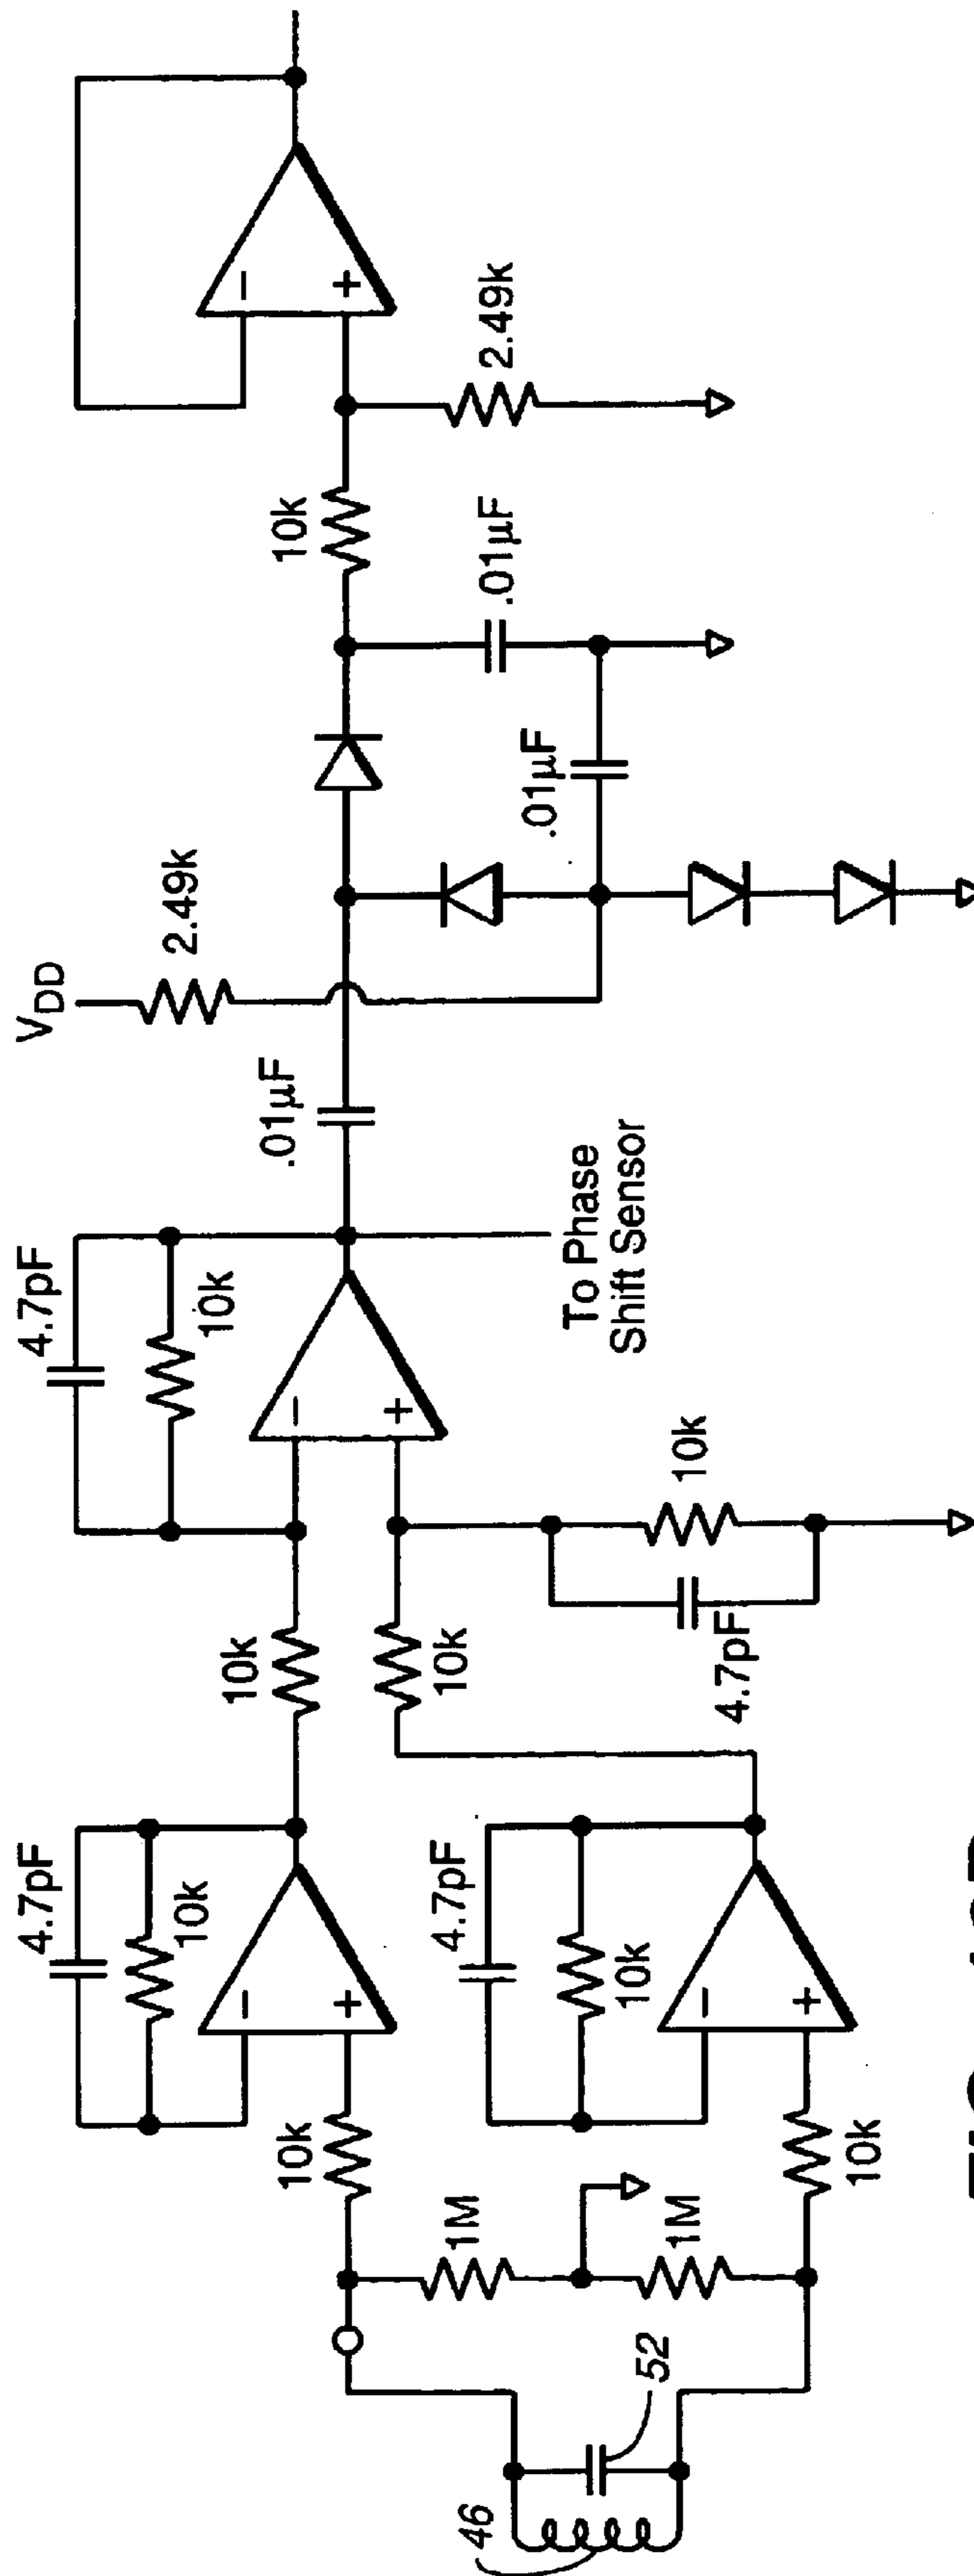 4.7pF
4.7pF
VDD
10k
10k
2.49k
10k
.01µF
10k
10k
−
−
−
+
+
+
1M
4.7pF
10k
.01µF
2.49k
46
.01µF
To Phase
Shift Sensor
10k
52
1M
−
+
10k
4.7pF
10k